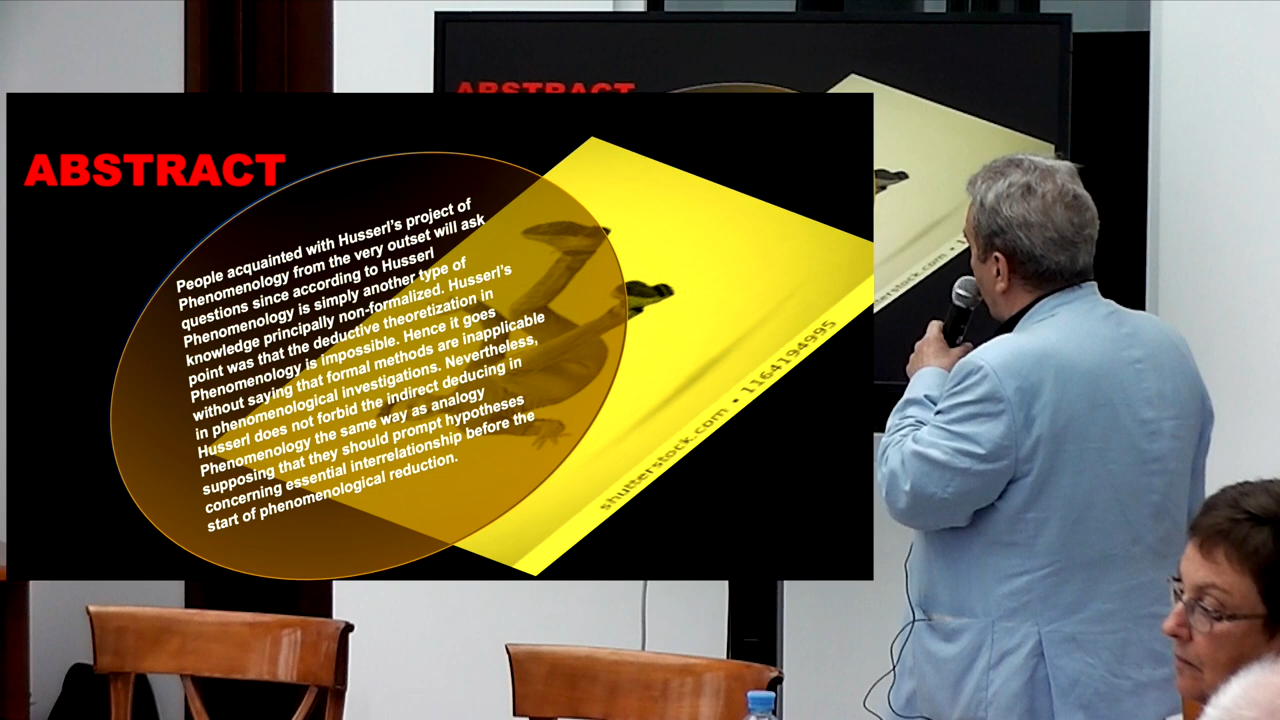 ABSTRACT
ABSTRACT
People acquainted with Husserl's project of
Phenomenology from the very outset will ask
questions since according to Husserl
Phenomenology is simply another type of
knowledge principally non-formalized. Husserl's
point was that the deductive theoretization in
Phenomenology is impossible. Hence it goes
without saying that formal methods are inapplicable
in phenomenological investigations. Nevertheless,
Husserl does not forbid the indirect deducing in
Phenomenology the same way as analogy
supposing that they should prompt hypotheses
concerning essential interrelationship before the
start of phenomenological reduction.
shutterstock.com • 1164194995
erstock.com • 1